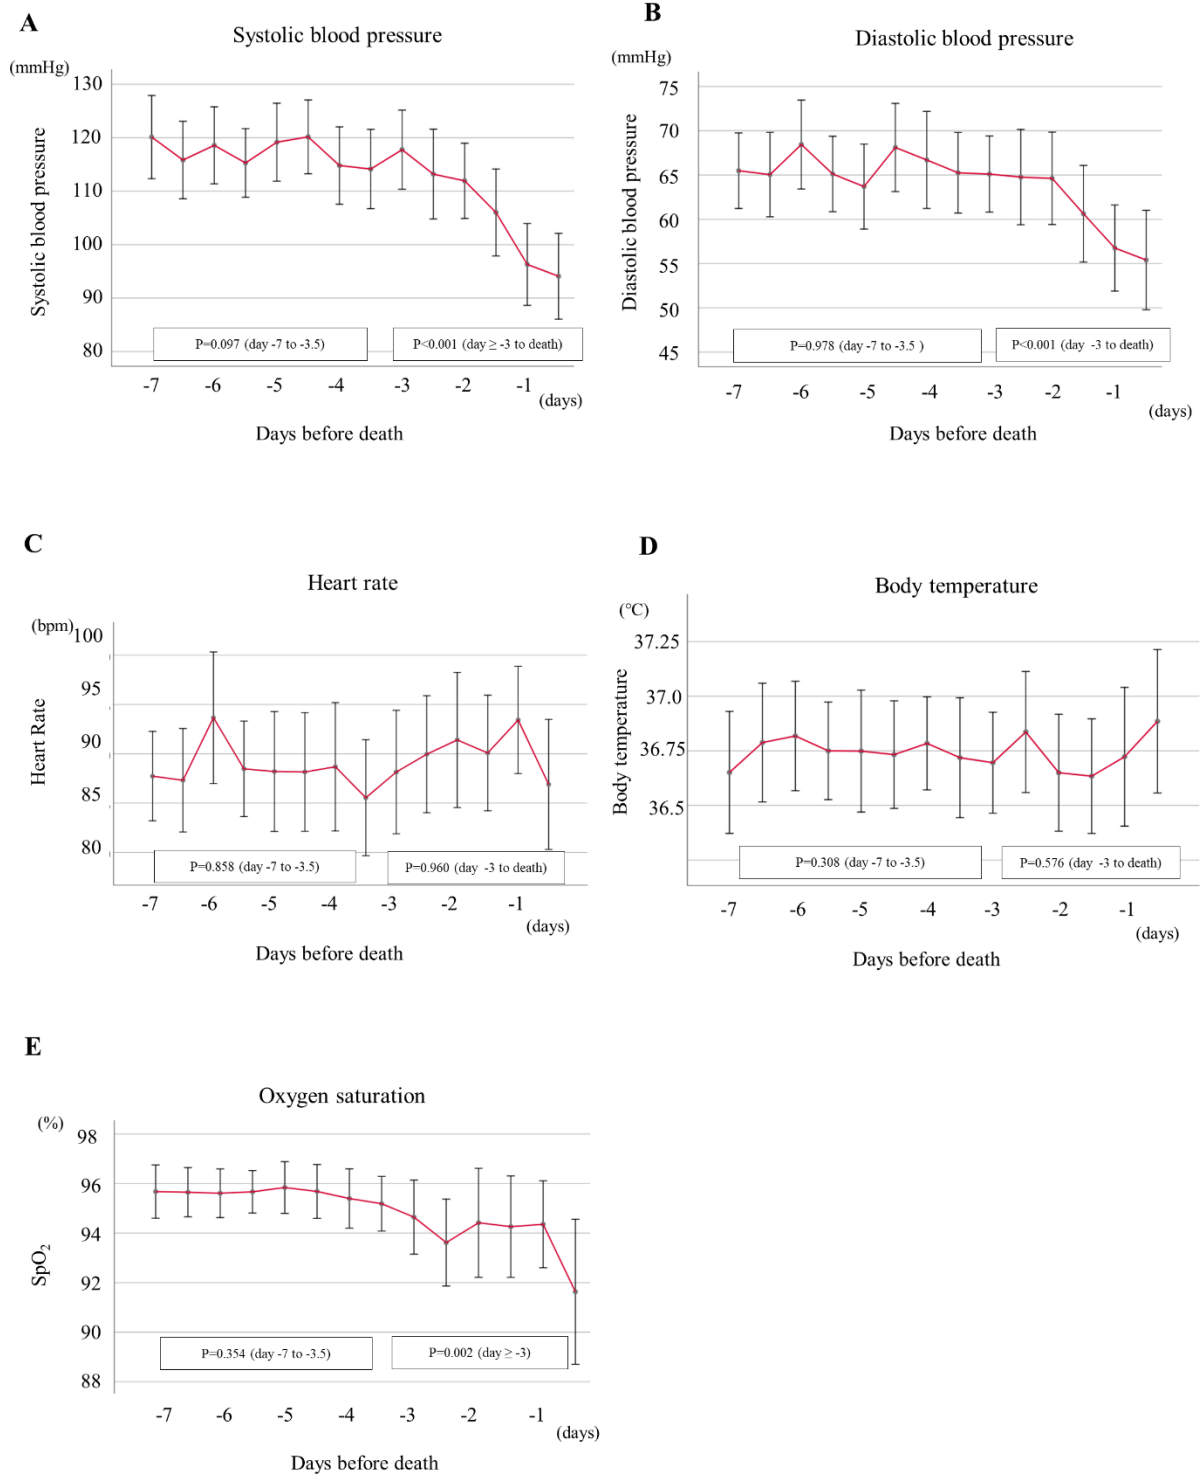 A
Systolic blood pressure
(mmHg)
Systolic blood pressure
130
120
110
100
90
80
P=0.097 (day -7 to -3.5)
P<0.001 (day ≥ -3 to death)
-7 -6 -5 -4 -3 -2 -1
(days)
Days before death
B
Diastolic blood pressure
(mmHg)
Diastolic blood pressure
75
70
65
60
55
50
45
P=0.978 (day -7 to -3.5 )
P<0.001 (day -3 to death)
-7 -6 -5 -4 -3 -2 -1
(days)
Days before death
C
Heart rate
(bpm)
Heart Rate
100
95
90
85
80
P=0.858 (day -7 to -3.5)
P=0.960 (day -3 to death)
-7 -6 -5 -4 -3 -2 -1
(days)
Days before death
D
Body temperature
(°C)
Body temperature
37.25
37.0
36.75
36.5
P=0.308 (day -7 to -3.5)
P=0.576 (day -3 to death)
-7 -6 -5 -4 -3 -2 -1
(days)
Days before death
E
Oxygen saturation
(%)
SpO2
98
96
94
92
90
88
P=0.354 (day -7 to -3.5)
P=0.002 (day ≥ -3)
-7 -6 -5 -4 -3 -2 -1
(days)
Days before death